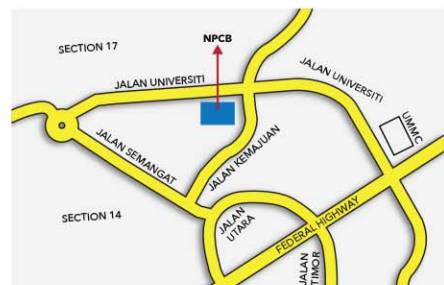 NPCB
SECTION 17
JALAN UNIVERSITI
JALAN UNIVERSITI
UMMC
JALAN SEMANGAT
JALAN KEMAJUAN
SECTION 14
JALAN
UTARA
FEDERAL HIGHWAY
JALAN
TIMOR